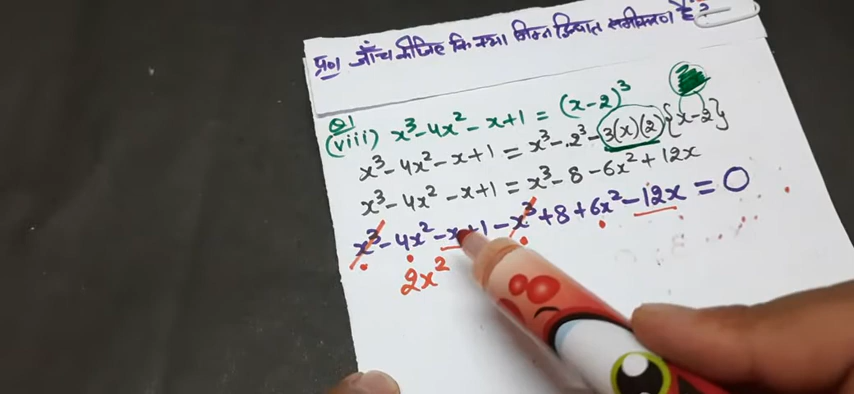 प्रश्न जाँच कीजिए कि क्या निम्न द्विघात समीकरण है?
Q1
(viii) x³-4x²-x+1 = (x-2)³
x³-4x²-x+1 = x³-2³-3(x)(2){x-2}
x³-4x²-x+1 = x³-8-6x²+12x
x³-4x²-x+1-x³+8+6x²-12x=0
2x²